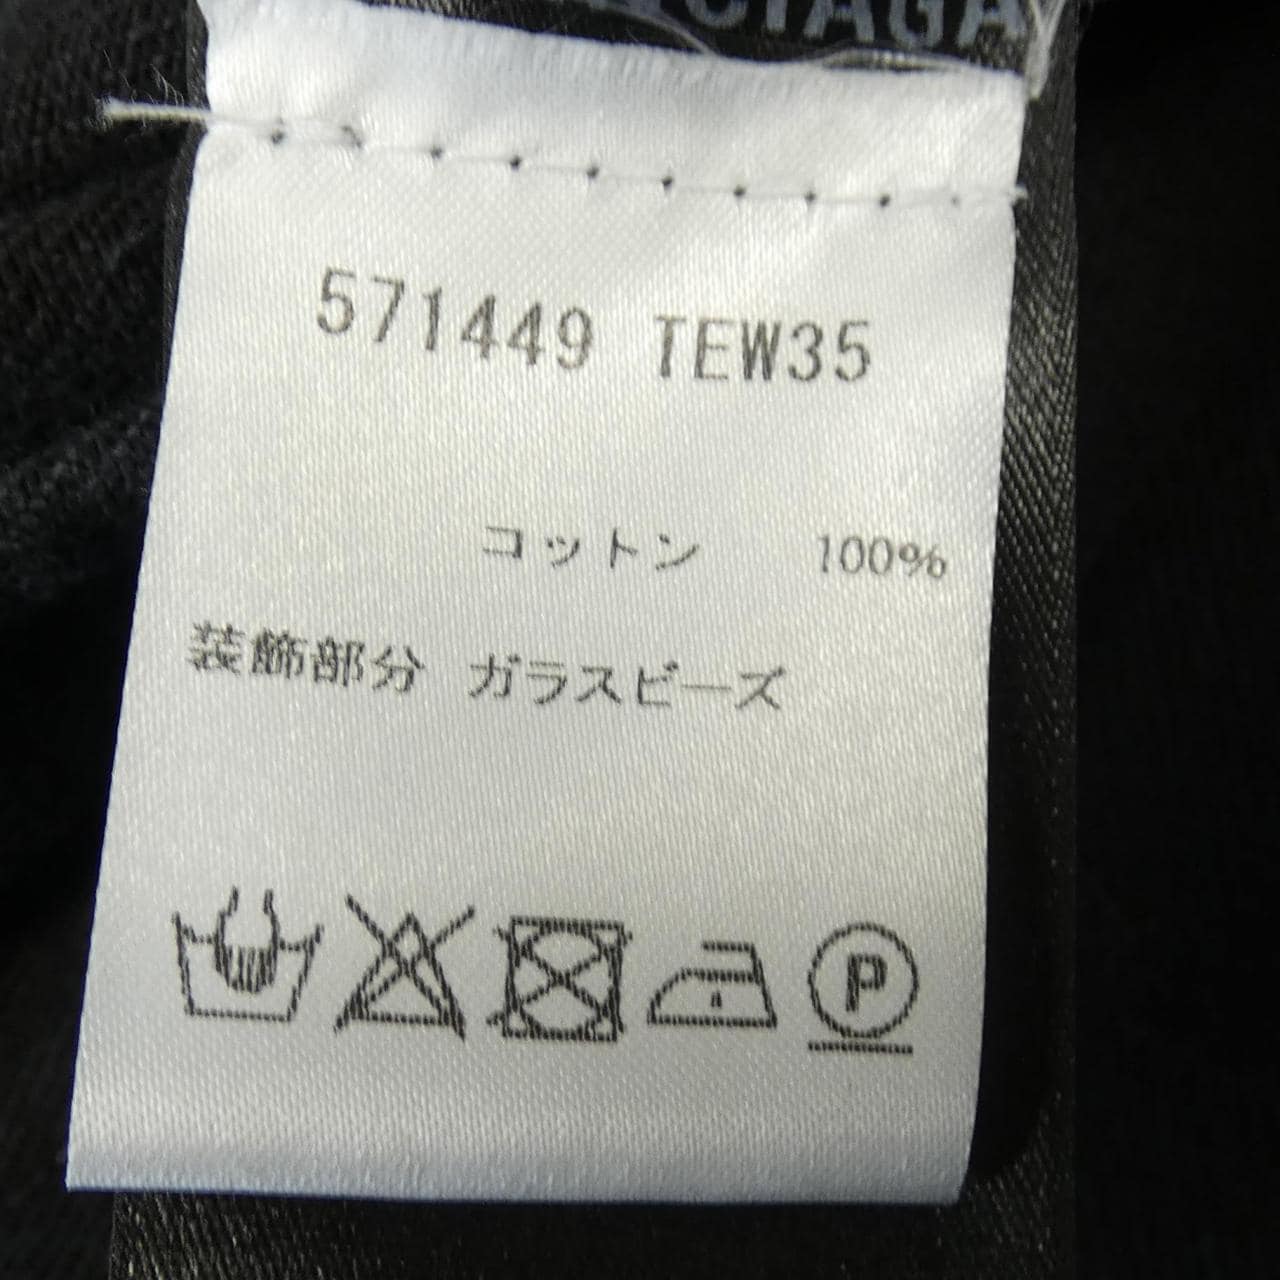 571449 TEW35
コットン 100%
装飾部分 ガラスビーズ
P